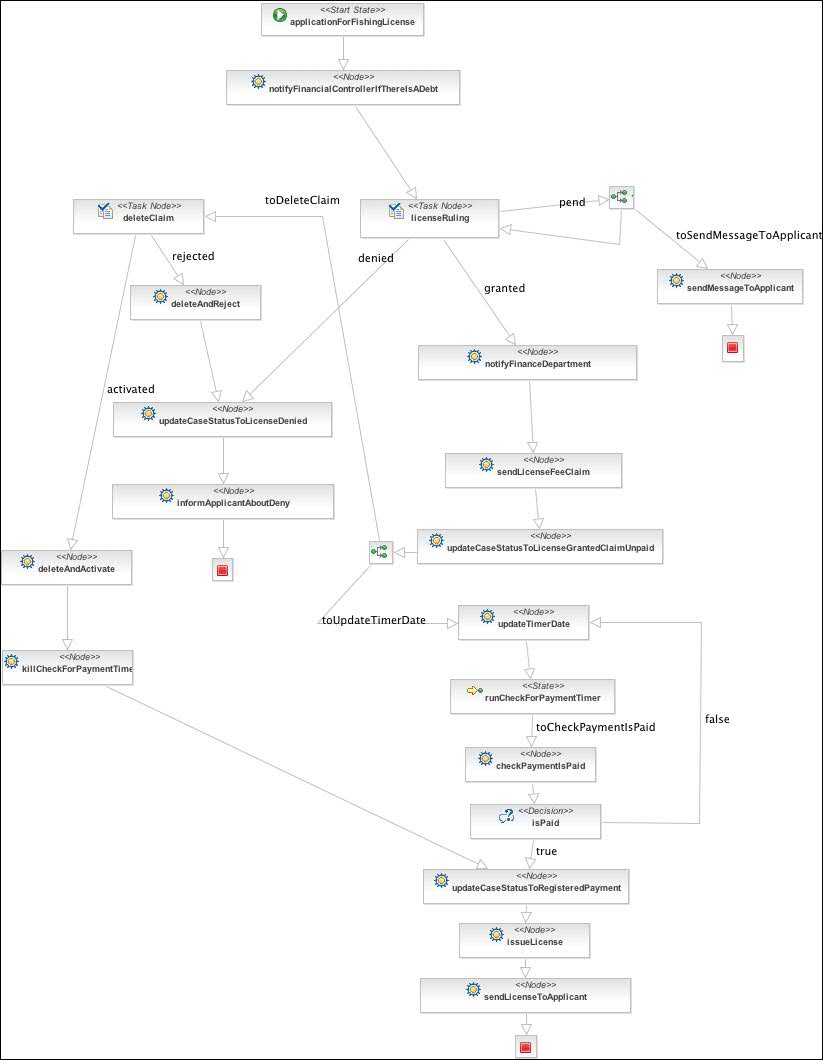 <<Start State>>
applicationForFishingLicense
<<Node>>
notifyFinancialControllerIfThereIsADebt
<<Task Node>>
deleteClaim
toDeleteClaim
<<Task Node>>
licenseRuling
pend
toSendMessageToApplicant
rejected
denied
granted
<<Node>>
sendMessageToApplicant
<<Node>>
deleteAndReject
<<Node>>
notifyFinanceDepartment
activated
<<Node>>
updateCaseStatusToLicenseDenied
<<Node>>
sendLicenseFeeClaim
<<Node>>
informApplicantAboutDeny
<<Node>>
updateCaseStatusToLicenseGrantedClaimUnpaid
<<Node>>
deleteAndActivate
toUpdateTimerDate
<<Node>>
updateTimerDate
<<Node>>
killCheckForPaymentTime
<<State>>
runCheckForPaymentTimer
toCheckPaymentIsPaid
false
<<Node>>
checkPaymentIsPaid
<<Decision>>
isPaid
true
<<Node>>
updateCaseStatusToRegisteredPayment
<<Node>>
issueLicense
<<Node>>
sendLicenseToApplicant